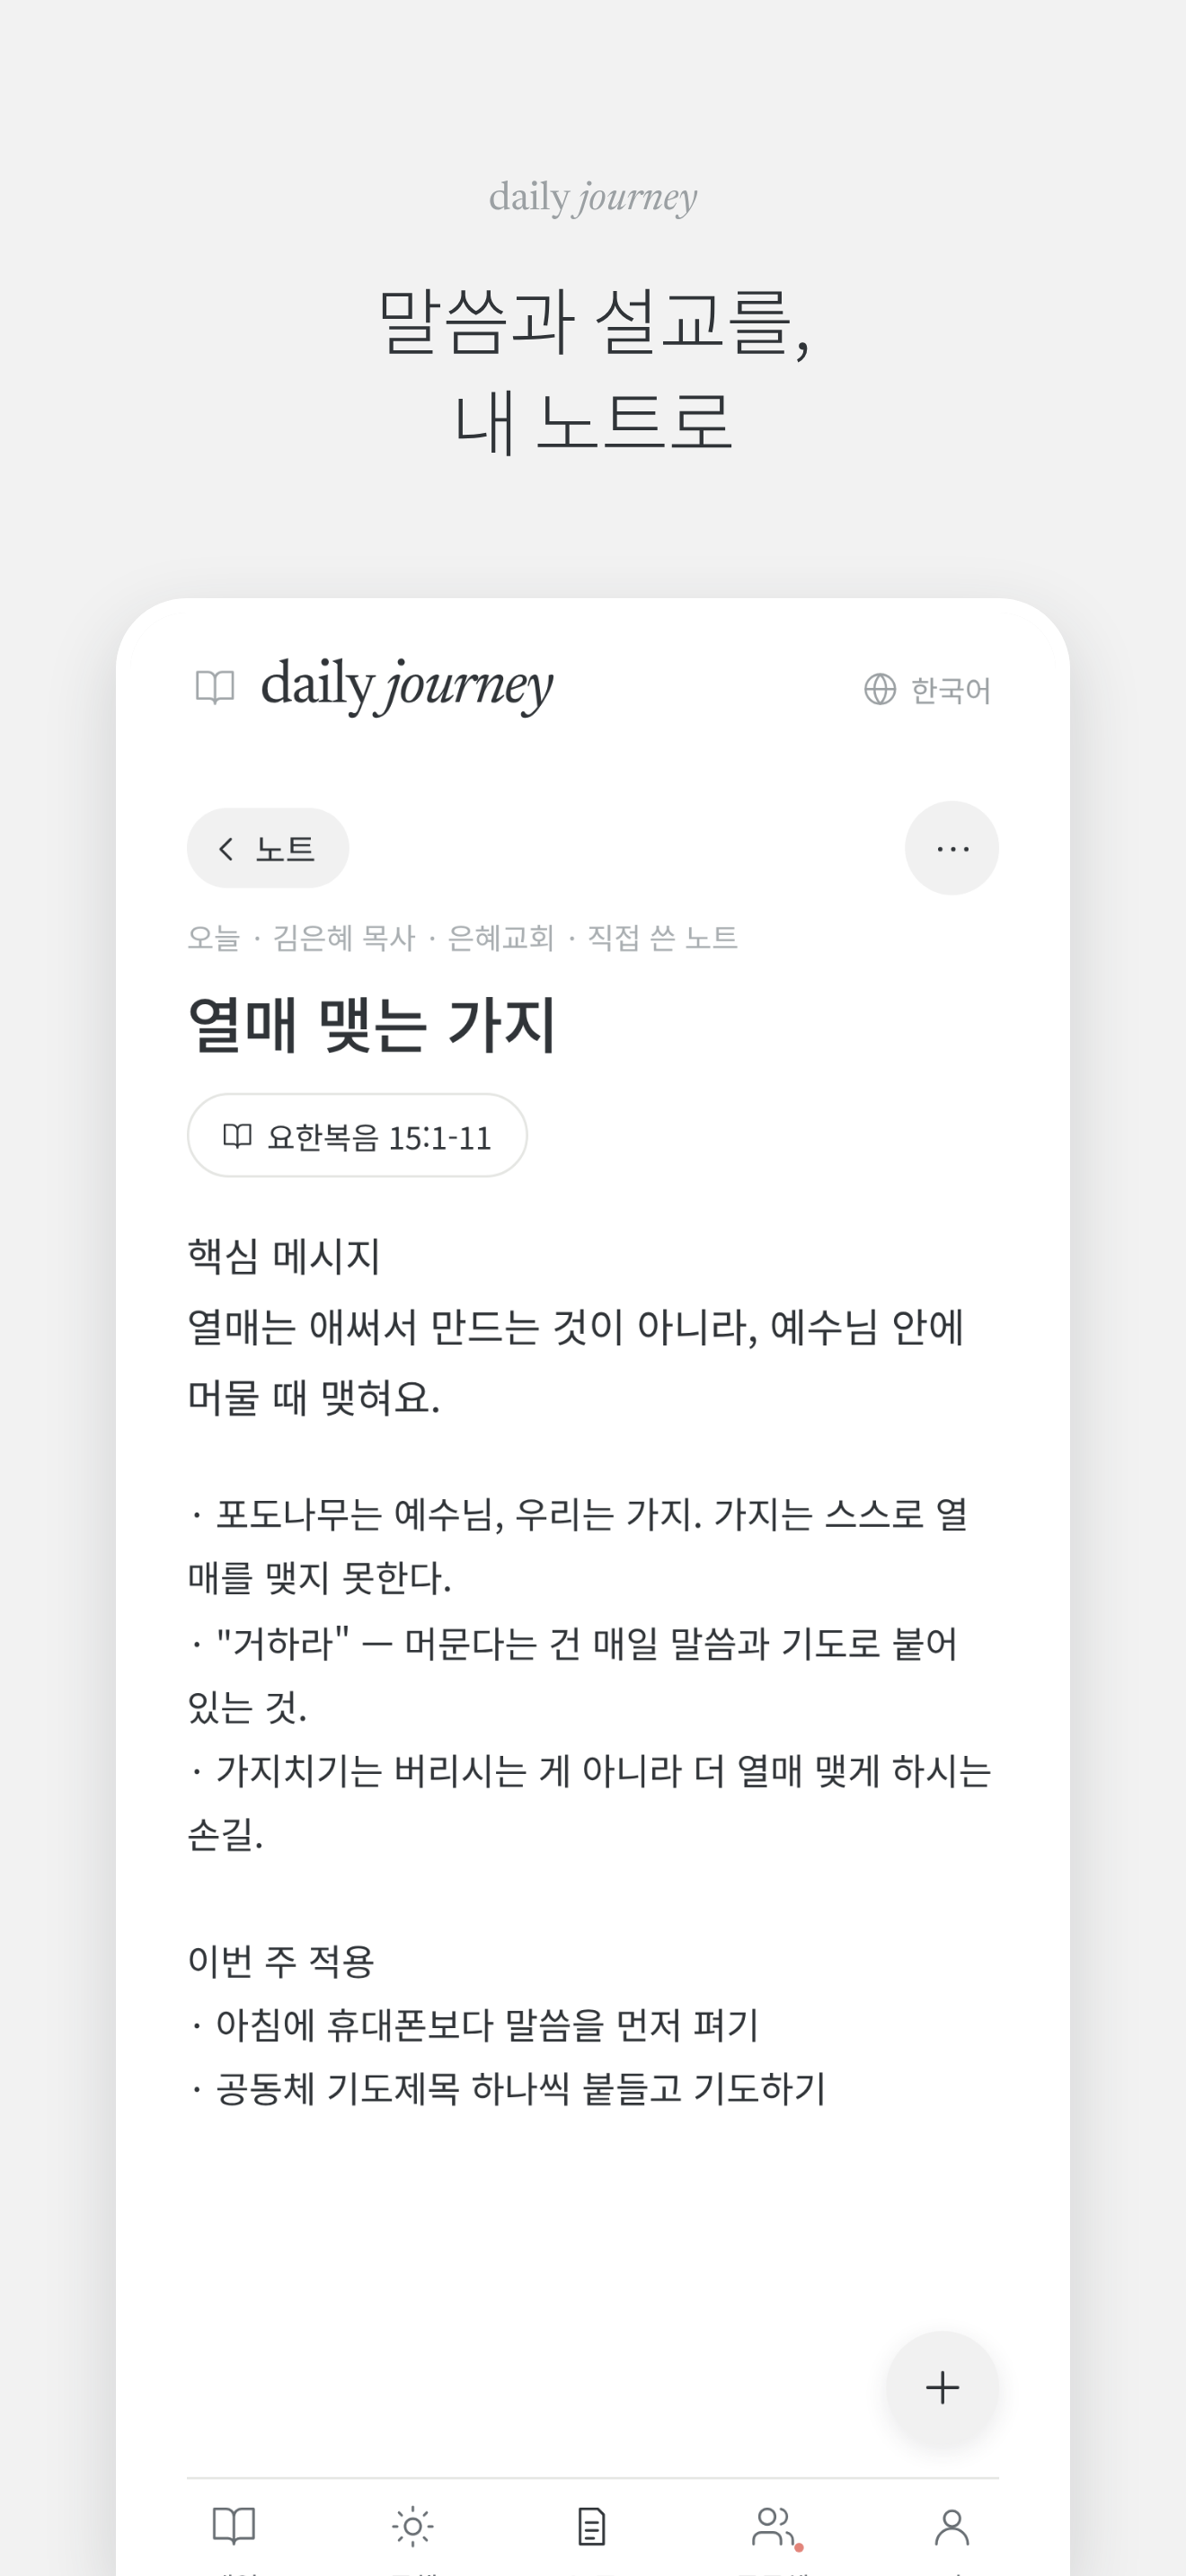 daily journey
말씀과 설교를,
내 노트로
daily journey
한국어
노트
오늘 · 김은혜 목사 · 은혜교회 · 직접 쓴 노트
열매 맺는 가지
요한복음 15:1-11
핵심 메시지
열매는 애써서 만드는 것이 아니라, 예수님 안에
머물 때 맺혀요.
· 포도나무는 예수님, 우리는 가지. 가지는 스스로 열
매를 맺지 못한다.
· "거하라" — 머문다는 건 매일 말씀과 기도로 붙어
있는 것.
· 가지치기는 버리시는 게 아니라 더 열매 맺게 하시는
손길.
이번 주 적용
· 아침에 휴대폰보다 말씀을 먼저 펴기
· 공동체 기도제목 하나씩 붙들고 기도하기